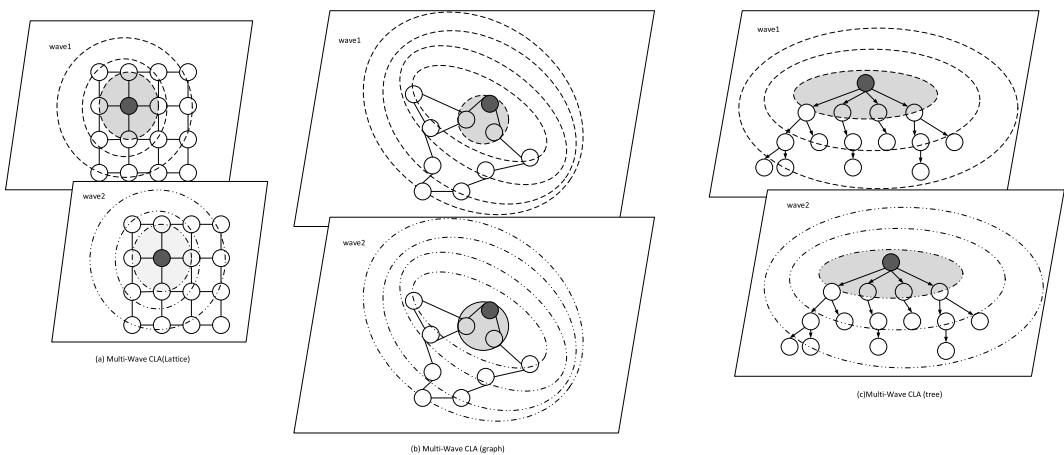 wave1
wave2
(a) Multi-Wave CLA(Lattice)
wave1
wave2
(b) Multi-Wave CLA (graph)
wave1
wave2
(c)Multi-Wave CLA (tree)